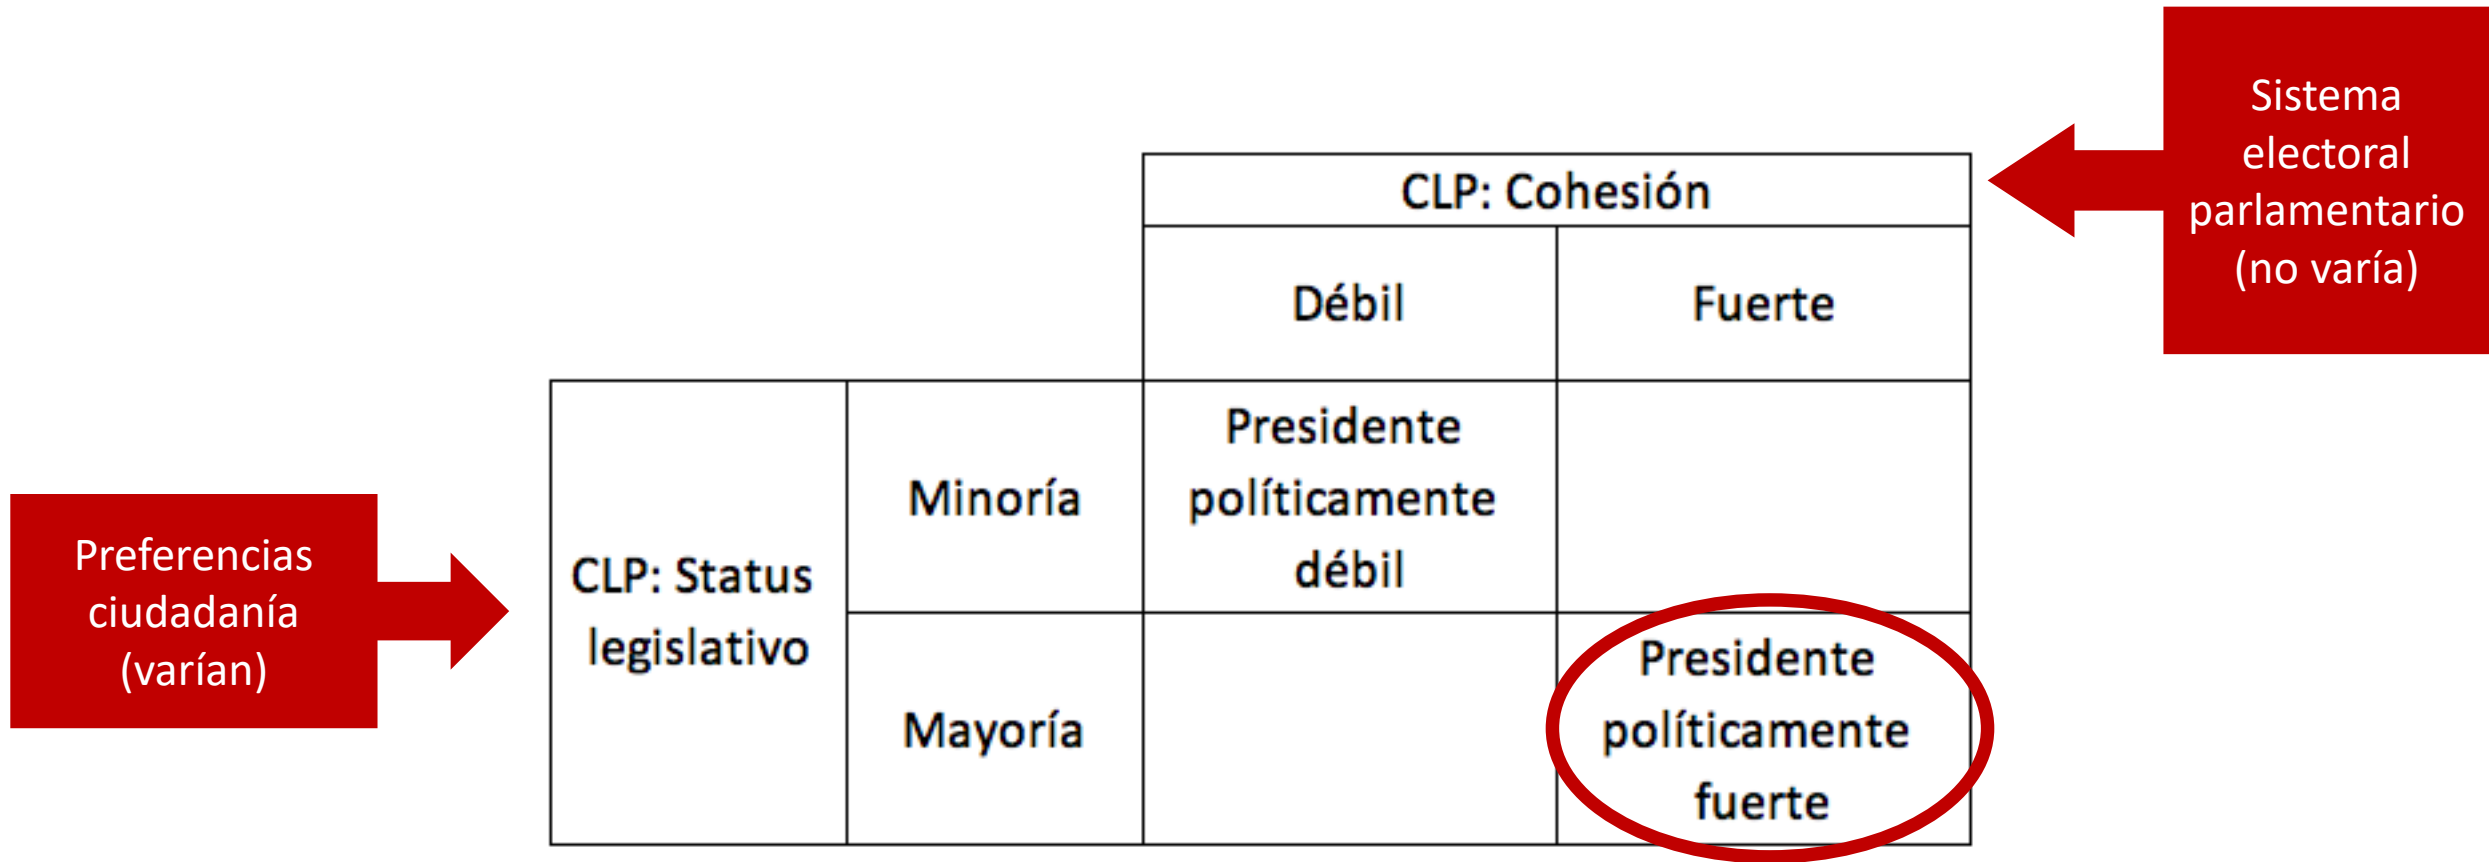 Sistema
electoral
parlamentario
(no varía)
CLP: Cohesión
Débil
Fuerte
Preferencias
ciudadanía
(varían)
CLP: Status
legislativo
Minoría
Presidente
políticamente
débil
Mayoría
Presidente
políticamente
fuerte